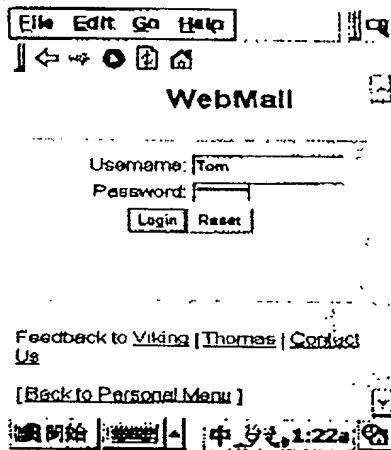 File Edit Go Help
WebMail
Username: Tom
Password:
Login Reset
Feedback to Viking | Thomas | Contact
Us
[ Back to Personal Menu ]
開始 中 1:22a